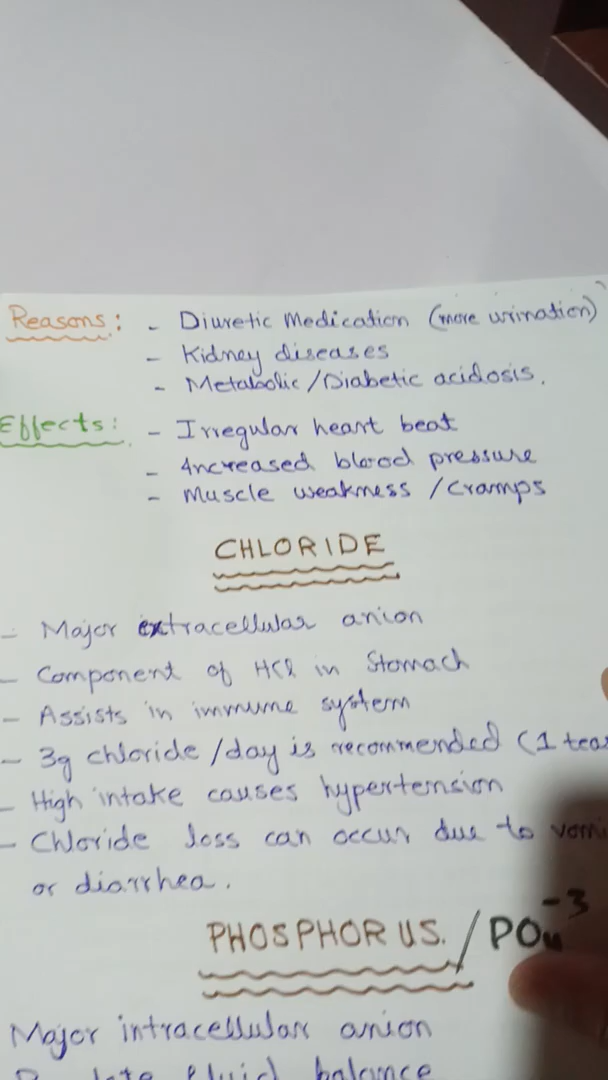 Reasons: - Diuretic Medication (more urination)
- Kidney diseases
- Metabolic/Diabetic acidosis.
Effects: - Irregular heart beat
- Increased blood pressure
- Muscle weakness /Cramps
CHLORIDE
- Major extracellular anion
- Component of HCl in Stomach
- Assists in immune system
- 3g chloride /day is recommended (1
- High intake causes hypertension
- Chloride loss can occur due to
or diarrhea.
PHOSPHORUS. / PO4-3
Major intracellular anion
fluid balance